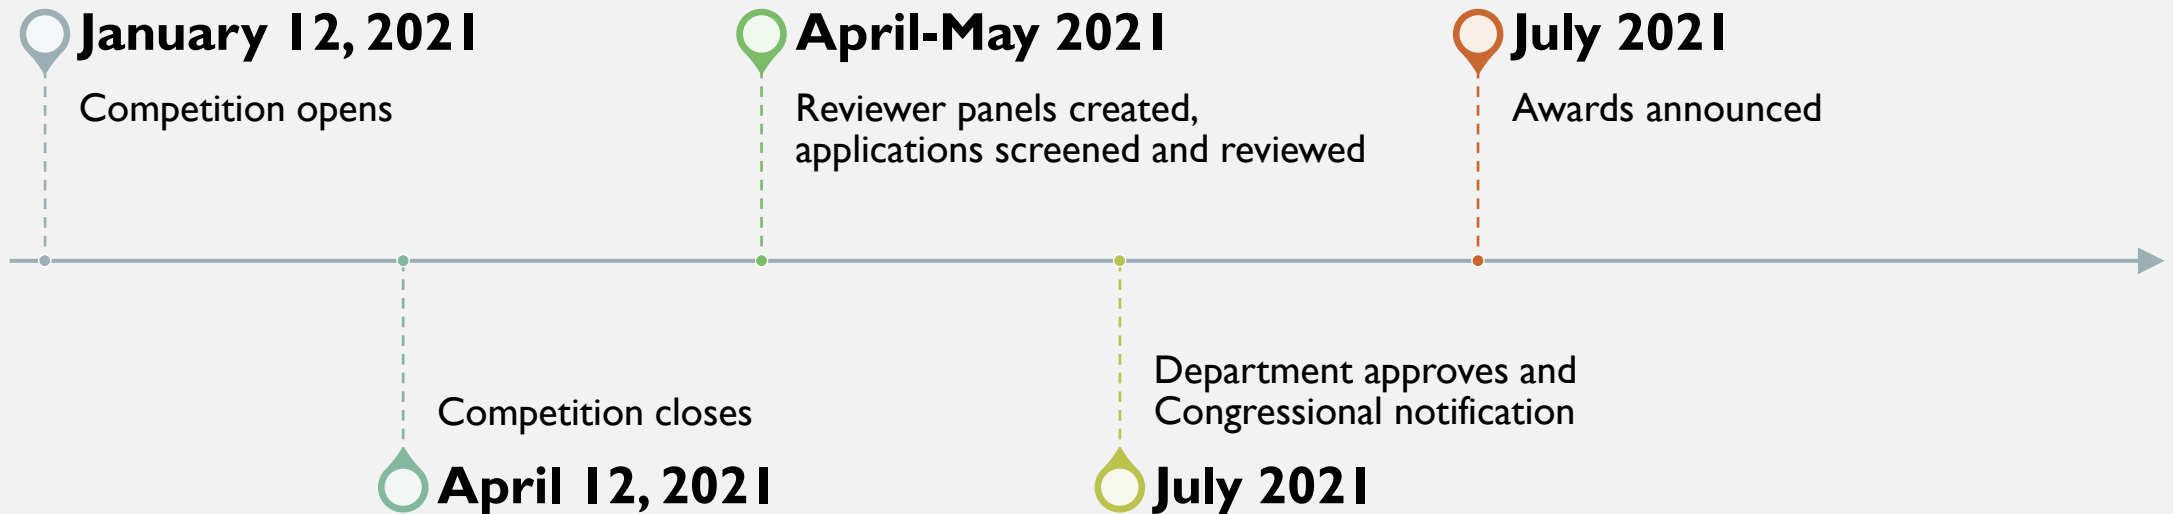 January 12, 2021
Competition opens
Competition closes
April 12, 2021
April-May 2021
Reviewer panels created,
applications screened and reviewed
Department approves and
Congressional notification
July 2021
July 2021
Awards announced